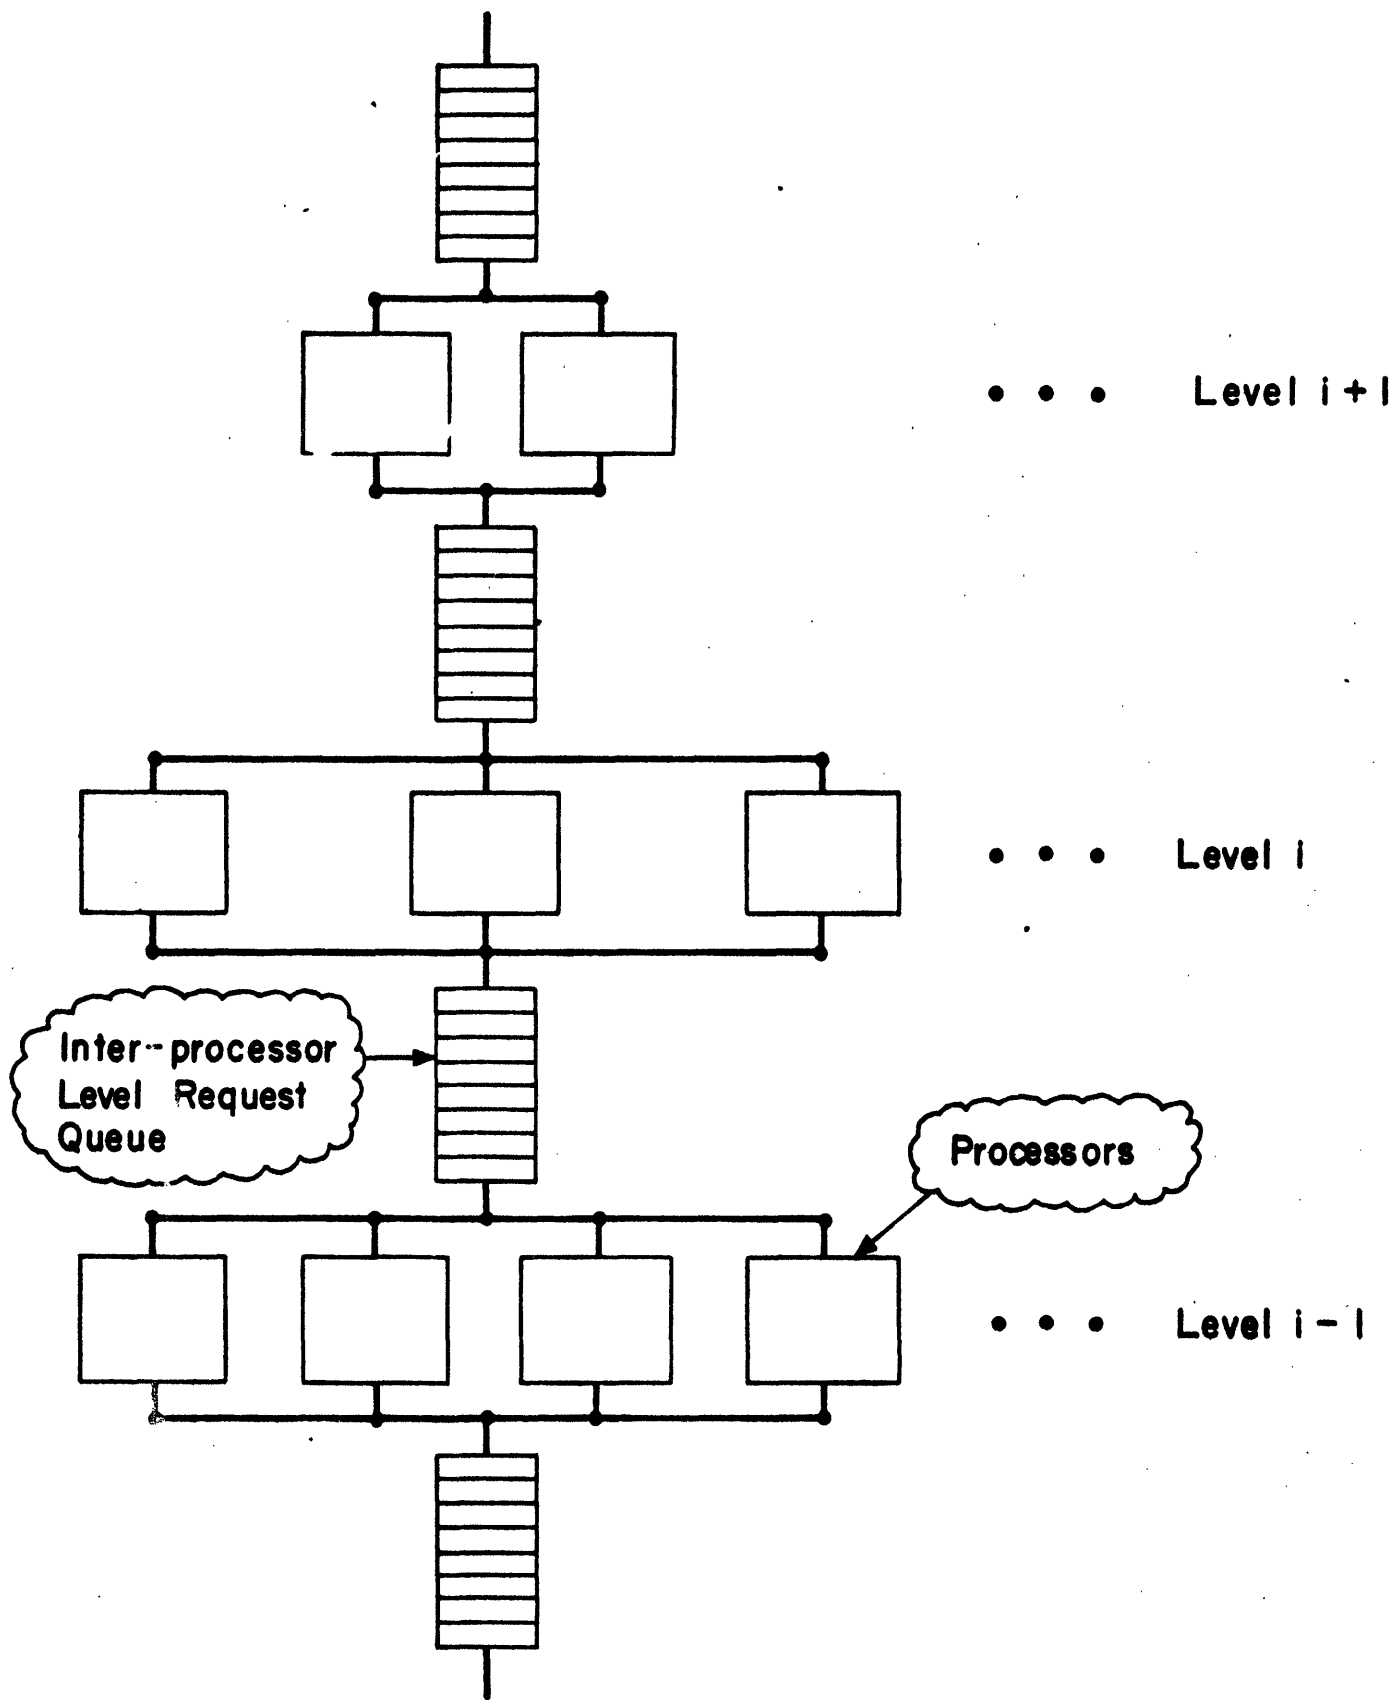 Level i + 1
Level i
Inter-processor
Level Request
Queue
Processors
Level i - 1